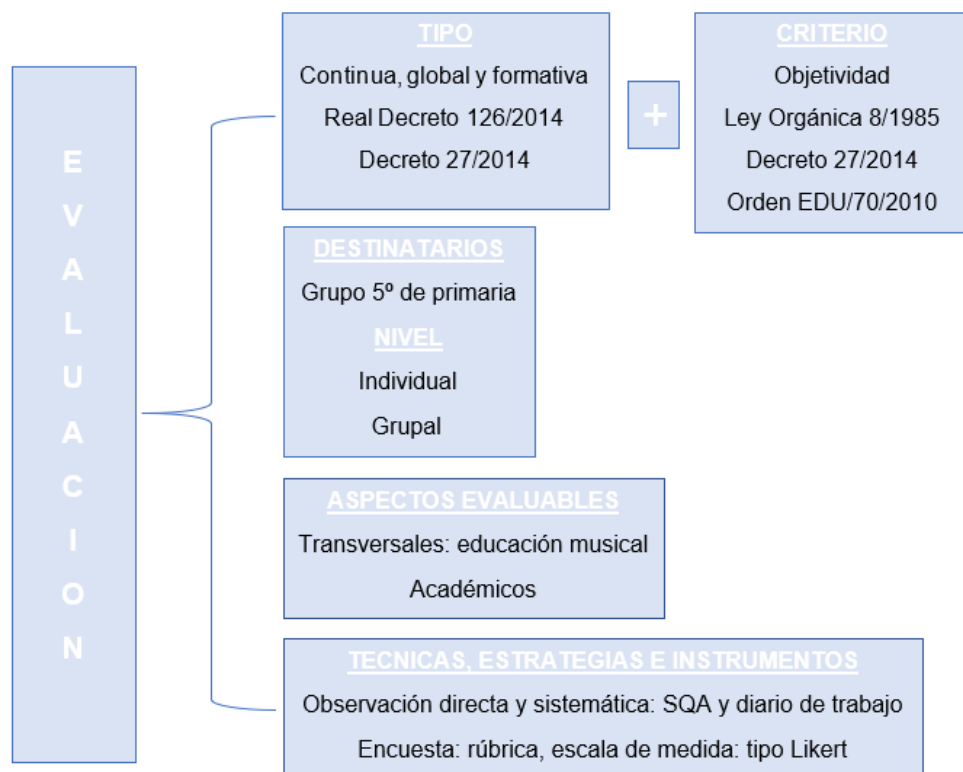 EVALUACION
TIPO
Continua, global y formativa
Real Decreto 126/2014
Decreto 27/2014
+
CRITERIO
Objetividad
Ley Orgánica 8/1985
Decreto 27/2014
Orden EDU/70/2010
DESTINATARIOS
Grupo 5º de primaria
NIVEL
Individual
Grupal
ASPECTOS EVALUABLES
Transversales: educación musical
Académicos
TECNICAS, ESTRATEGIAS E INSTRUMENTOS
Observación directa y sistemática: SQA y diario de trabajo
Encuesta: rúbrica, escala de medida: tipo Likert